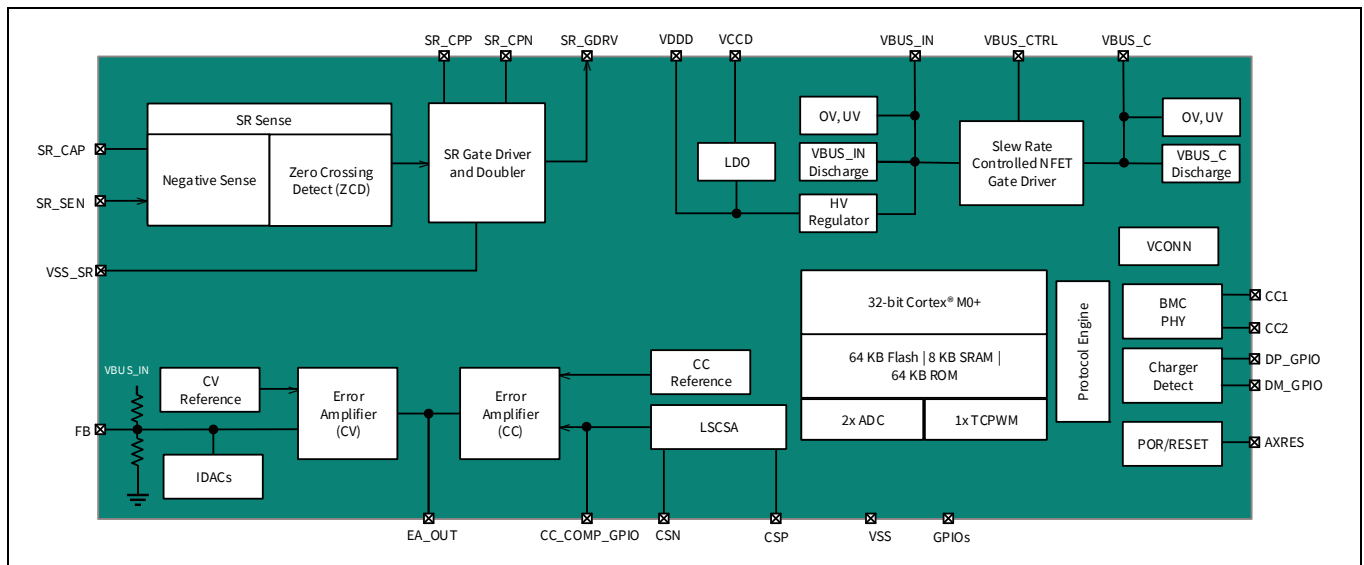 SR_CPP
SR_CPN
SR_GDRV
VDDD
VCCD
VBUS_IN
VBUS_CTRL
VBUS_C
SR Sense
Negative Sense
Zero Crossing
Detect (ZCD)
SR Gate Driver
and Doubler
SR_CAP
SR_SEN
VSS_SR
LDO
OV, UV
VBUS_IN
Discharge
HV
Regulator
Slew Rate
Controlled NFET
Gate Driver
OV, UV
VBUS_C
Discharge
VCONN
32-bit Cortex® M0+
64 KB Flash | 8 KB SRAM |
64 KB ROM
2x ADC
1x TCPWM
Protocol Engine
BMC
PHY
CC1
CC2
Charger
Detect
DP_GPIO
DM_GPIO
POR/RESET
AXRES
VBUS_IN
CV
Reference
FB
IDACs
Error
Amplifier
(CV)
Error
Amplifier
(CC)
CC
Reference
LSCSA
EA_OUT
CC_COMP_GPIO
CSN
CSP
VSS
GPIOs